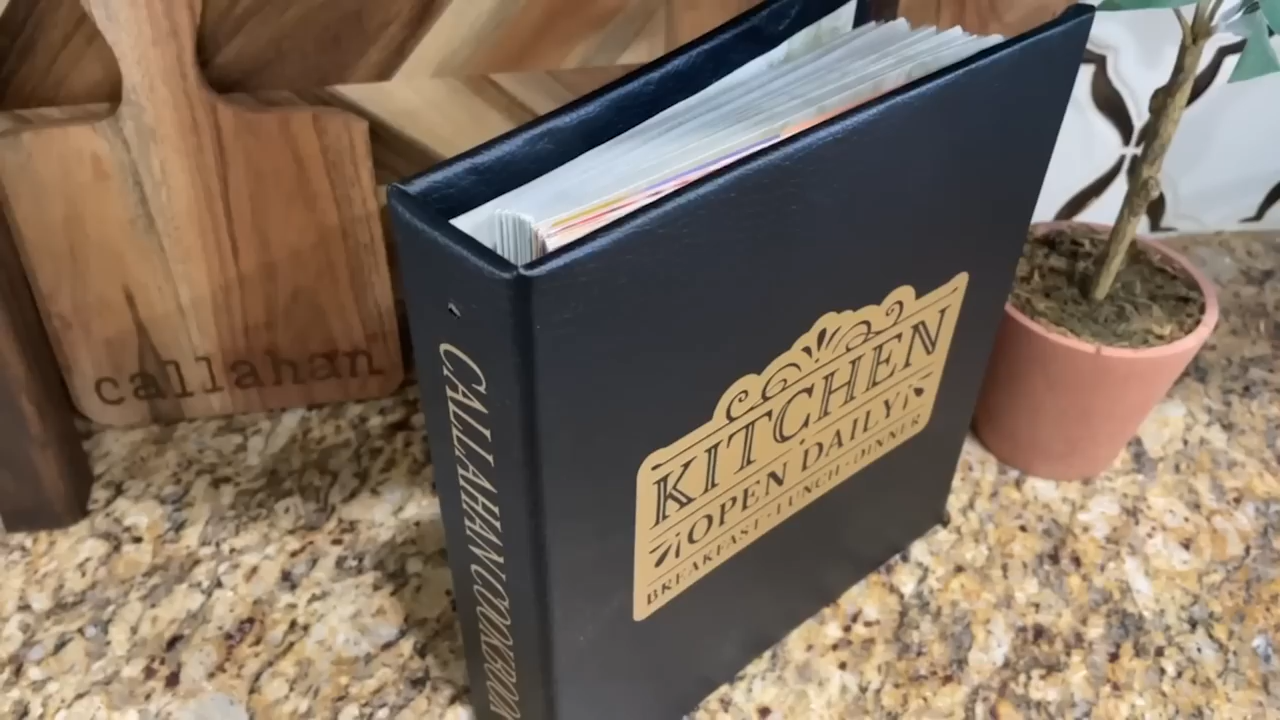 callahan
CALLAHAN COOKBOOK
KITCHEN
OPEN DAILY
BREAKFAST · LUNCH · DINNER